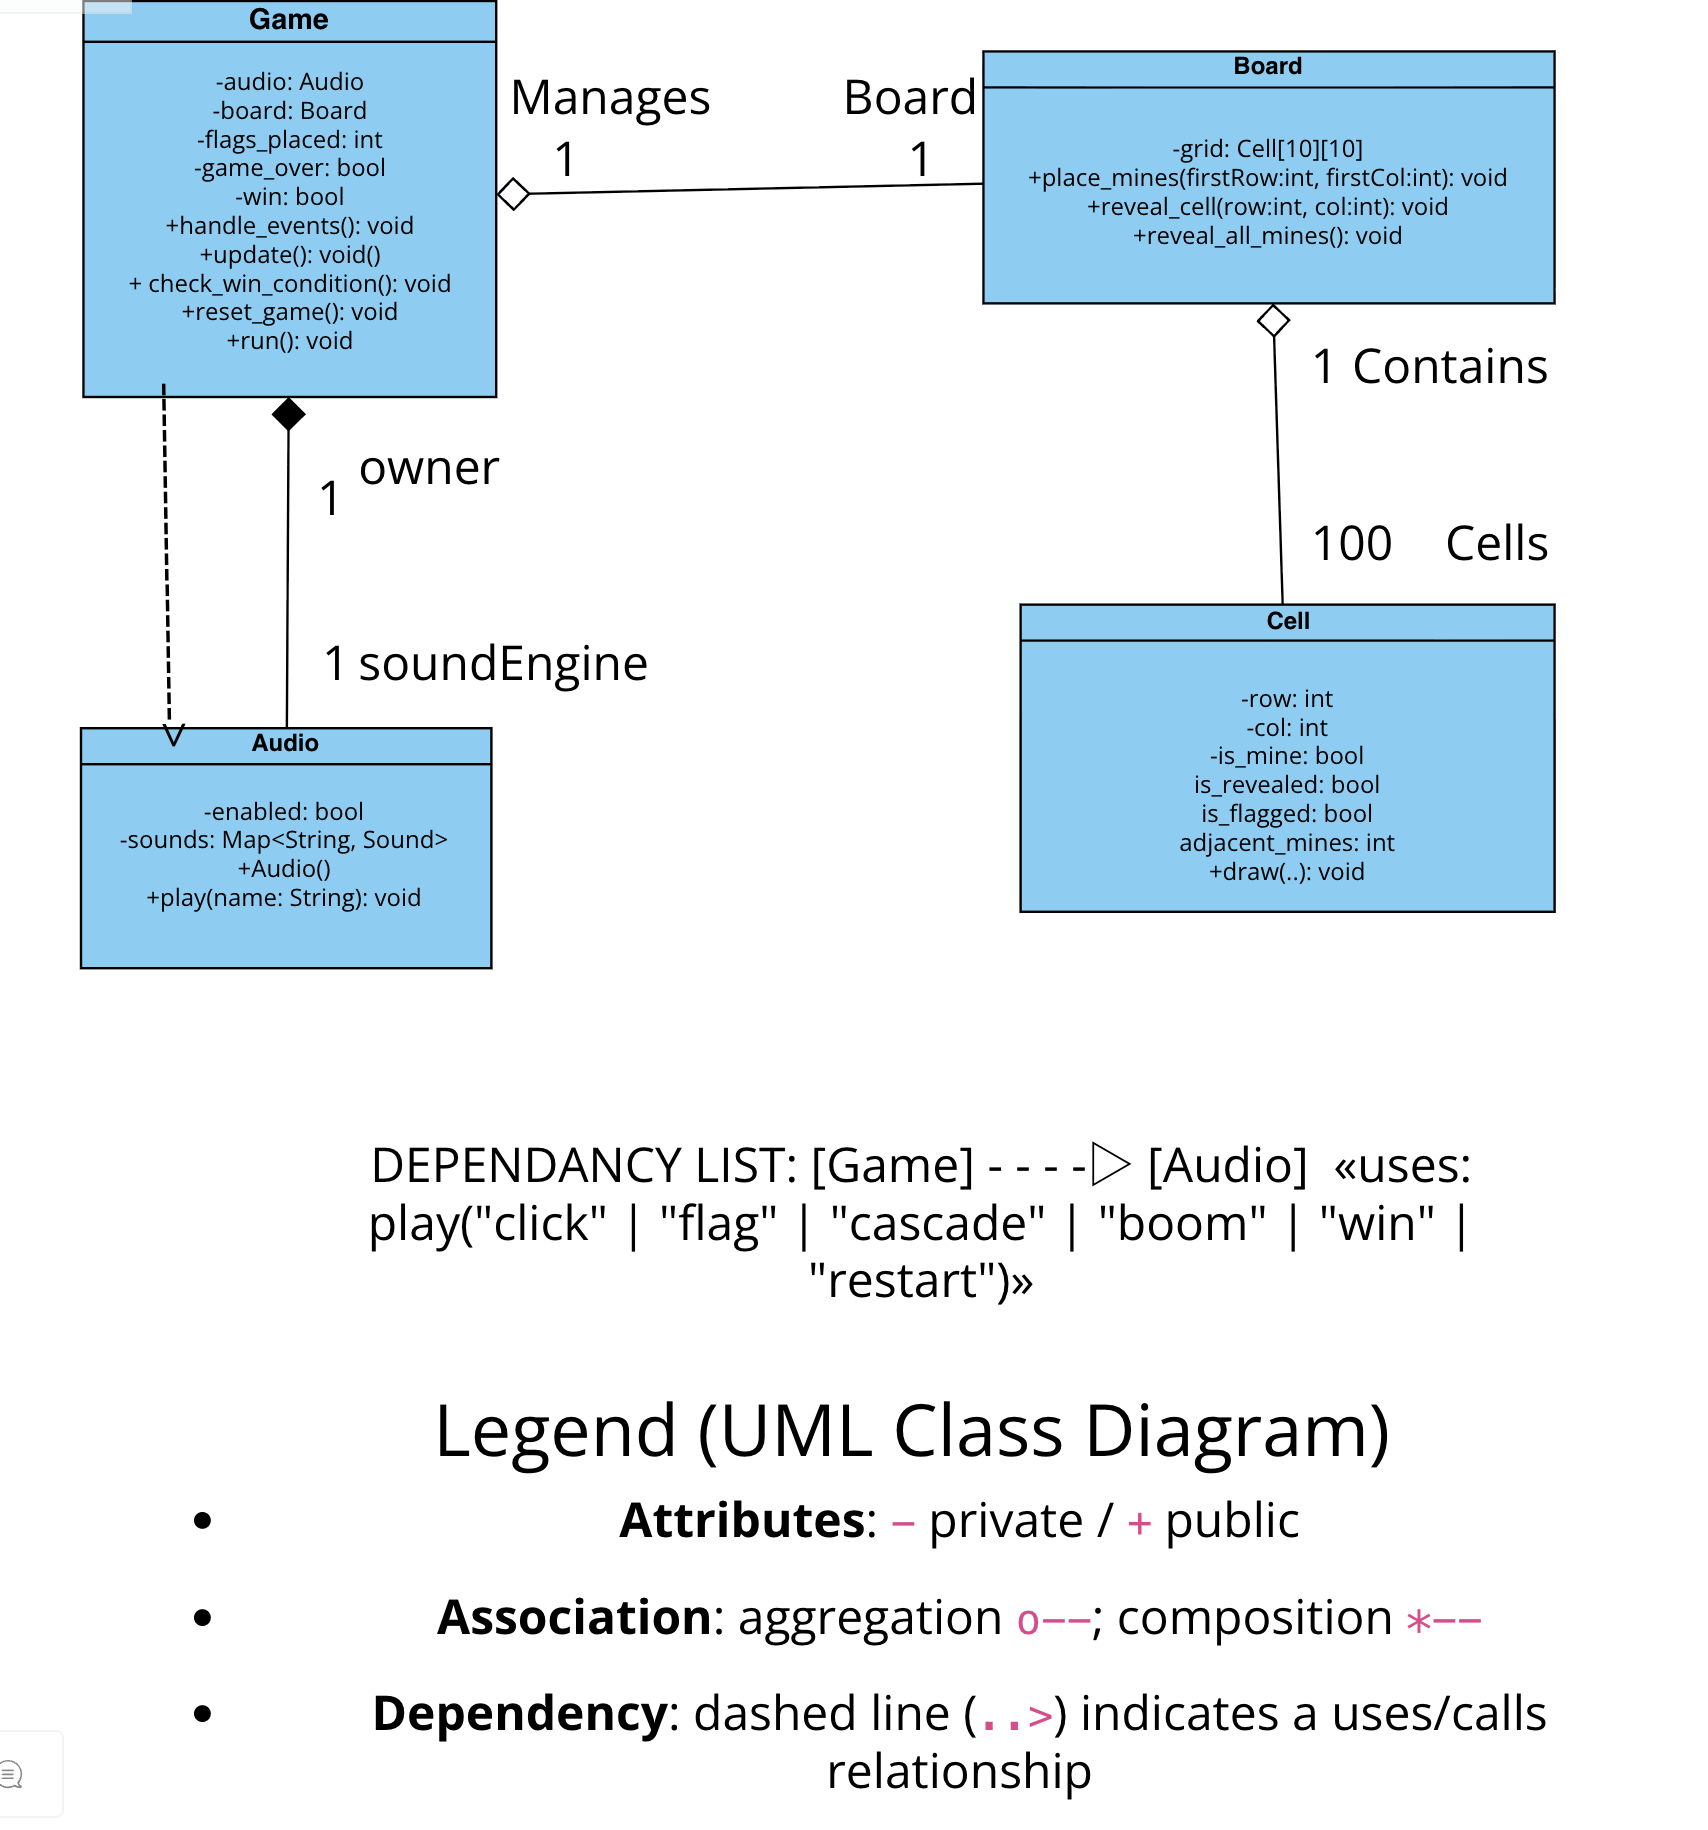 Game
-audio: Audio
-board: Board
-flags_placed: int
-game_over: bool
-win: bool
+handle_events(): void
+update(): void()
+ check_win_condition(): void
+reset_game(): void
+run(): void
Manages
1
Board
1
Board
-grid: Cell[10][10]
+place_mines(firstRow:int, firstCol:int): void
+reveal_cell(row:int, col:int): void
+reveal_all_mines(): void
1 Contains
100 Cells
owner
1
1 soundEngine
Cell
-row: int
-col: int
-is_mine: bool
is_revealed: bool
is_flagged: bool
adjacent_mines: int
+draw(..): void
Audio
-enabled: bool
-sounds: Map<String, Sound>
+Audio()
+play(name: String): void
DEPENDANCY LIST: [Game] - - - -▷ [Audio] «uses:
play("click" | "flag" | "cascade" | "boom" | "win" |
"restart")»
Legend (UML Class Diagram)
• Attributes: − private / + public
• Association: aggregation o−−; composition *−−
• Dependency: dashed line (..>) indicates a uses/calls
relationship